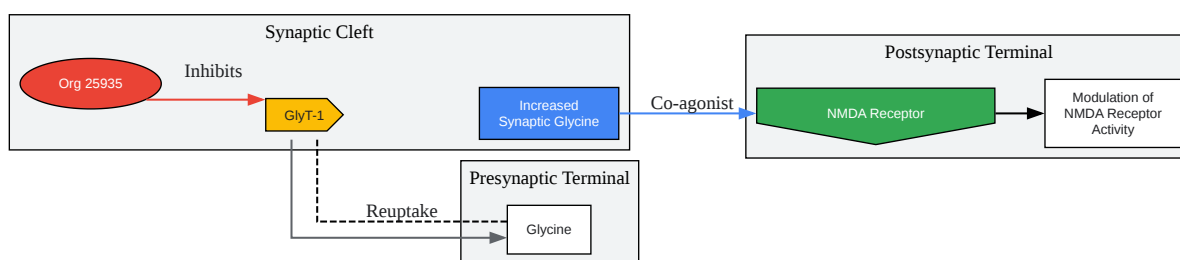 Synaptic Cleft
Org 25935
Inhibits
GlyT-1
Increased
Synaptic Glycine
Co-agonist
Postsynaptic Terminal
NMDA Receptor
Modulation of
NMDA Receptor
Activity
Presynaptic Terminal
Reuptake
Glycine